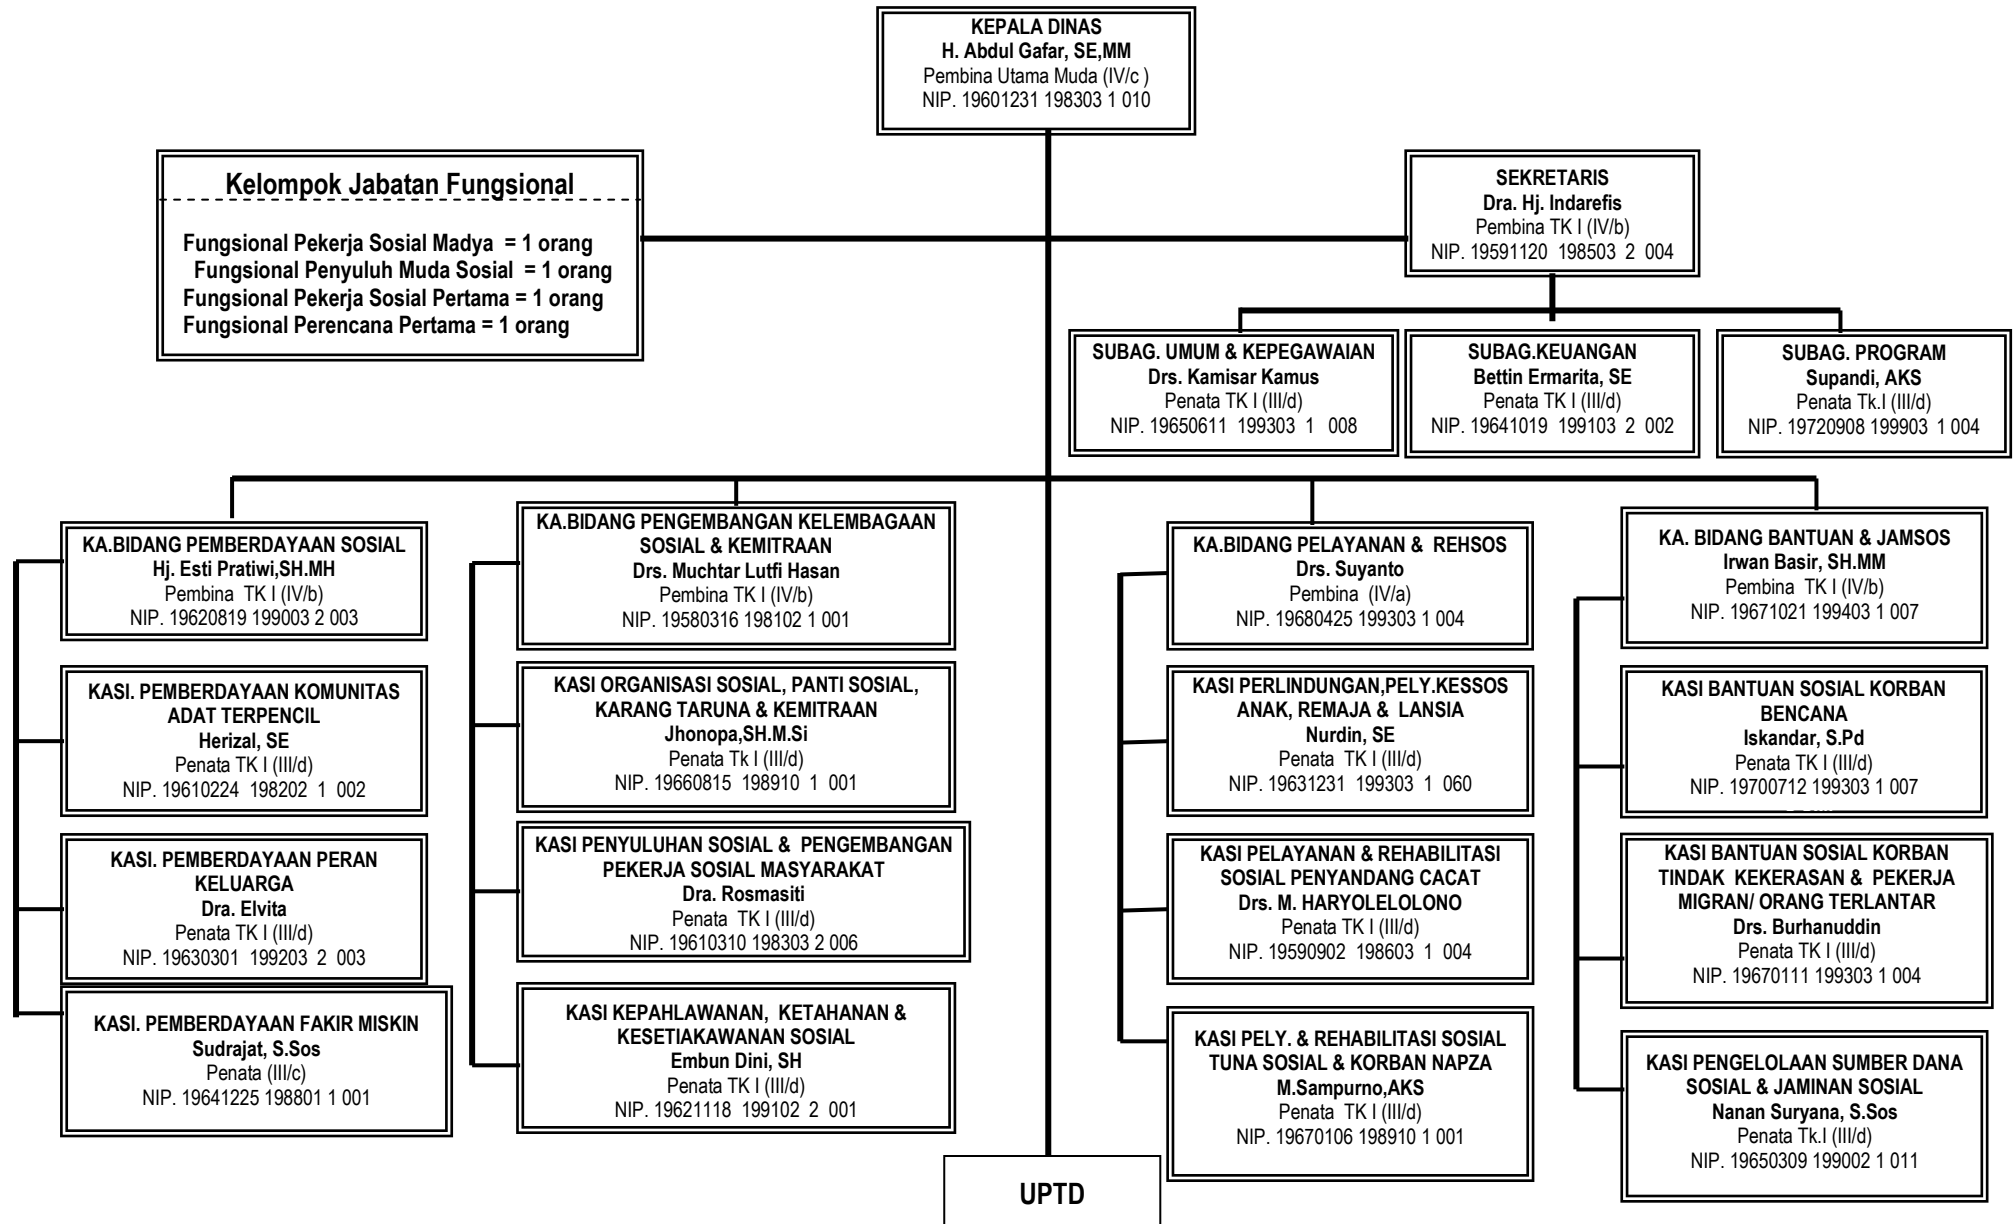 KEPALA DINAS
H. Abdul Gafar, SE,MM
Pembina Utama Muda (IV/c )
NIP. 19601231 198303 1 010
Kelompok Jabatan Fungsional
Fungsional Pekerja Sosial Madya = 1 orang
Fungsional Penyuluh Muda Sosial = 1 orang
Fungsional Pekerja Sosial Pertama = 1 orang
Fungsional Perencana Pertama = 1 orang
SEKRETARIS
Dra. Hj. Indarefis
Pembina TK I (IV/b)
NIP. 19591120 198503 2 004
SUBAG. UMUM & KEPEGAWAIAN
Drs. Kamisar Kamus
Penata TK I (III/d)
NIP. 19650611 199303 1 008
SUBAG.KEUANGAN
Bettin Ermarita, SE
Penata TK I (III/d)
NIP. 19641019 199103 2 002
SUBAG. PROGRAM
Supandi, AKS
Penata Tk.I (III/d)
NIP. 19720908 199903 1 004
KA.BIDANG PEMBERDAYAAN SOSIAL
Hj. Esti Pratiwi,SH.MH
Pembina TK I (IV/b)
NIP. 19620819 199003 2 003
KASI. PEMBERDAYAAN KOMUNITAS
ADAT TERPENCIL
Herizal, SE
Penata TK I (III/d)
NIP. 19610224 198202 1 002
KASI. PEMBERDAYAAN PERAN
KELUARGA
Dra. Elvita
Penata TK I (III/d)
NIP. 19630301 199203 2 003
KASI. PEMBERDAYAAN FAKIR MISKIN
Sudrajat, S.Sos
Penata (III/c)
NIP. 19641225 198801 1 001
KA.BIDANG PENGEMBANGAN KELEMBAGAAN
SOSIAL & KEMITRAAN
Drs. Muchtar Lutfi Hasan
Pembina TK I (IV/b)
NIP. 19580316 198102 1 001
KASI ORGANISASI SOSIAL, PANTI SOSIAL,
KARANG TARUNA & KEMITRAAN
Jhonopa,SH.M.Si
Penata Tk I (III/d)
NIP. 19660815 198910 1 001
KASI PENYULUHAN SOSIAL & PENGEMBANGAN
PEKERJA SOSIAL MASYARAKAT
Dra. Rosmasiti
Penata TK I (III/d)
NIP. 19610310 198303 2 006
KASI KEPAHLAWANAN, KETAHANAN &
KESETIAKAWANAN SOSIAL
Embun Dini, SH
Penata TK I (III/d)
NIP. 19621118 199102 2 001
KA.BIDANG PELAYANAN & REHSOS
Drs. Suyanto
Pembina (IV/a)
NIP. 19680425 199303 1 004
KASI PERLINDUNGAN,PELY.KESSOS
ANAK, REMAJA & LANSIA
Nurdin, SE
Penata TK I (III/d)
NIP. 19631231 199303 1 060
KASI PELAYANAN & REHABILITASI
SOSIAL PENYANDANG CACAT
Drs. M. HARYOLELOLONO
Penata TK I (III/d)
NIP. 19590902 198603 1 004
KASI PELY. & REHABILITASI SOSIAL
TUNA SOSIAL & KORBAN NAPZA
M.Sampurno,AKS
Penata TK I (III/d)
NIP. 19670106 198910 1 001
KA. BIDANG BANTUAN & JAMSOS
Irwan Basir, SH.MM
Pembina TK I (IV/b)
NIP. 19671021 199403 1 007
KASI BANTUAN SOSIAL KORBAN
BENCANA
Iskandar, S.Pd
Penata TK I (III/d)
NIP. 19700712 199303 1 007
KASI BANTUAN SOSIAL KORBAN
TINDAK KEKERASAN & PEKERJA
MIGRAN/ ORANG TERLANTAR
Drs. Burhanuddin
Penata TK I (III/d)
NIP. 19670111 199303 1 004
KASI PENGELOLAAN SUMBER DANA
SOSIAL & JAMINAN SOSIAL
Nanan Suryana, S.Sos
Penata Tk.I (III/d)
NIP. 19650309 199002 1 011
UPTD